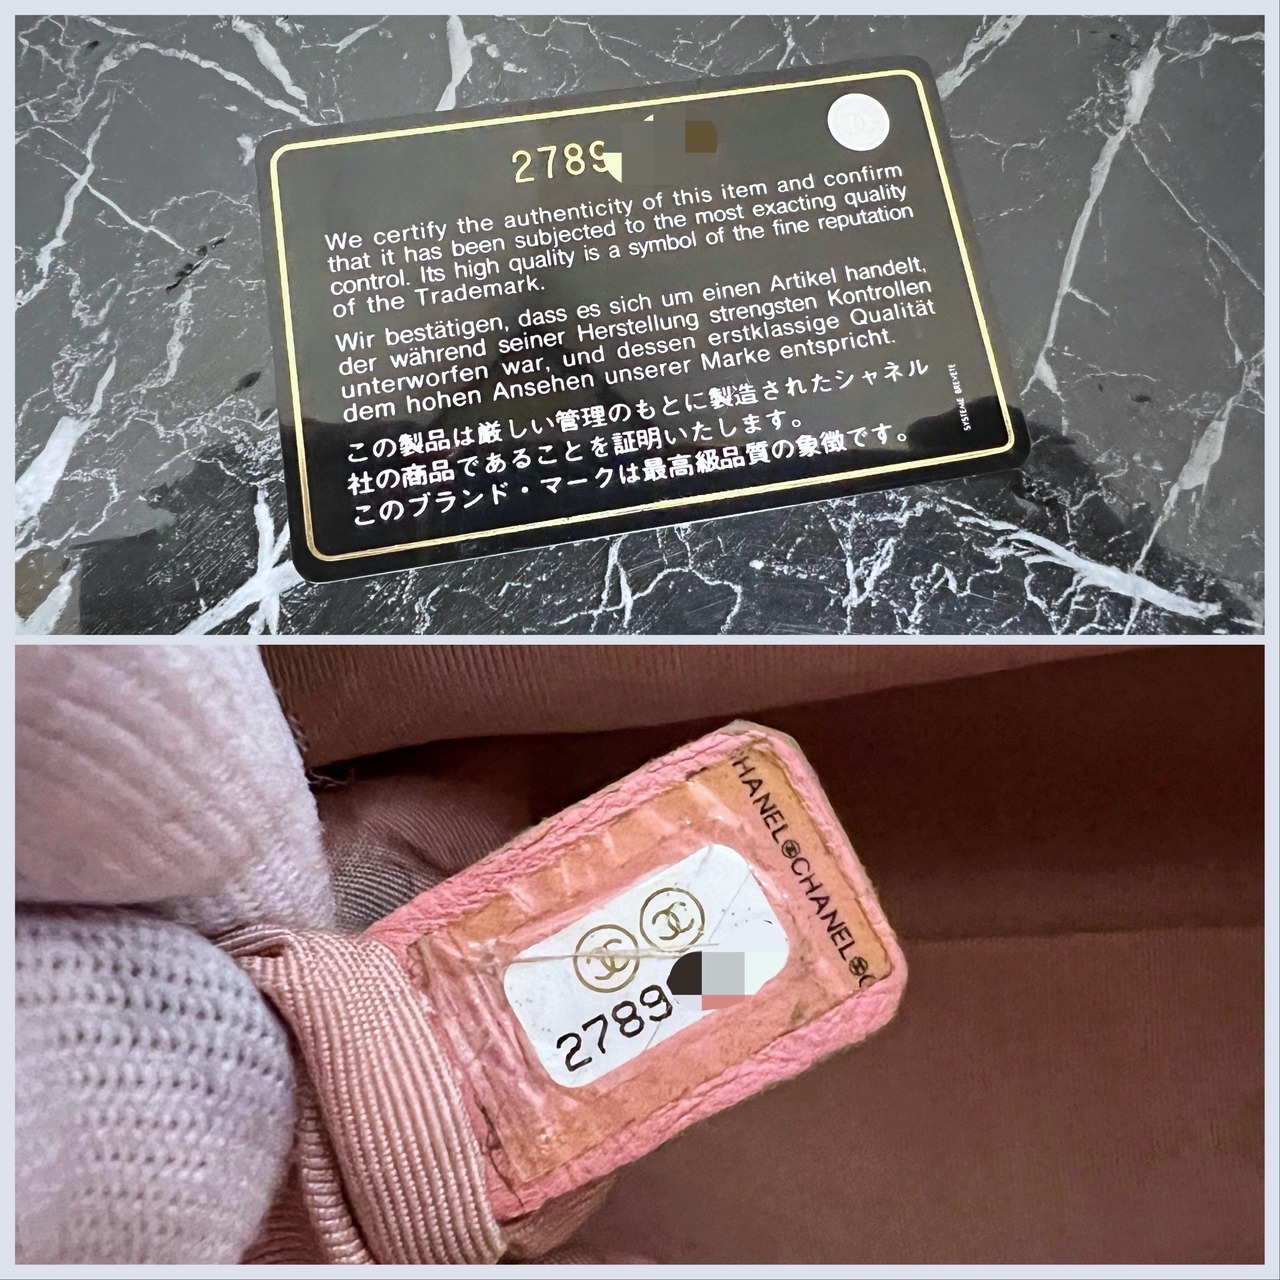 2789
We certify the authenticity of this item and confirm
that it has been subjected to the most exacting quality
control. Its high quality is a symbol of the fine reputation
of the Trademark.
Wir bestätigen, dass es sich um einen Artikel handelt,
der während seiner Herstellung strengsten Kontrollen
unterworfen war, und dessen erstklassige Qualität
dem hohen Ansehen unserer Marke entspricht.
この製品は厳しい管理のもとに製造されたシャネル
社の商品であることを証明いたします。
このブランド・マークは最高級品質の象徴です。
SYSTEME BREVETE
HANEL CHANEL C
2789